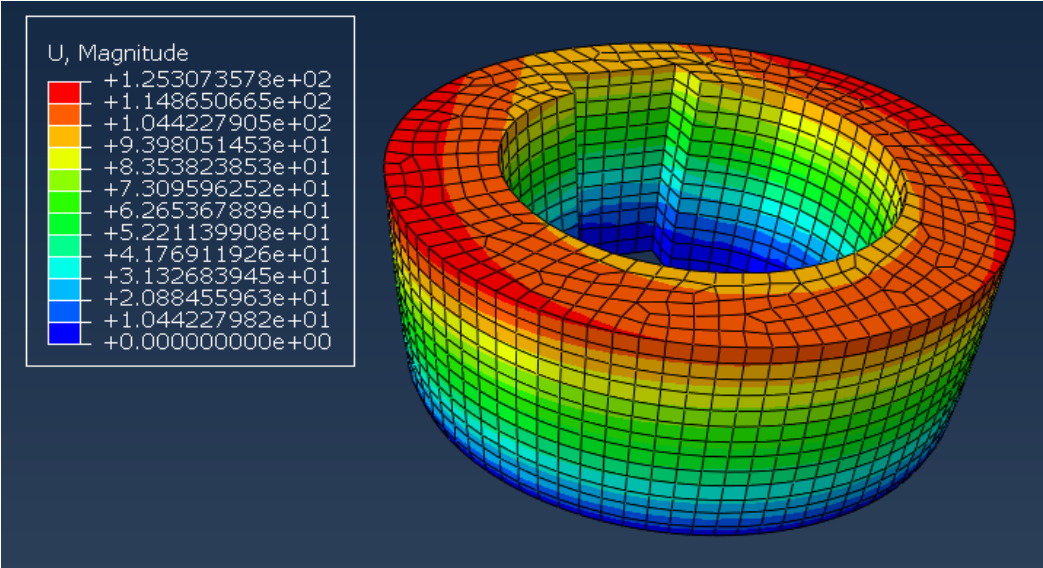 U, Magnitude
+1.253073578e+02
+1.148650665e+02
+1.044227905e+02
+9.398051453e+01
+8.353823853e+01
+7.309596252e+01
+6.265367889e+01
+5.221139908e+01
+4.176911926e+01
+3.132683945e+01
+2.088455963e+01
+1.044227982e+01
+0.000000000e+00